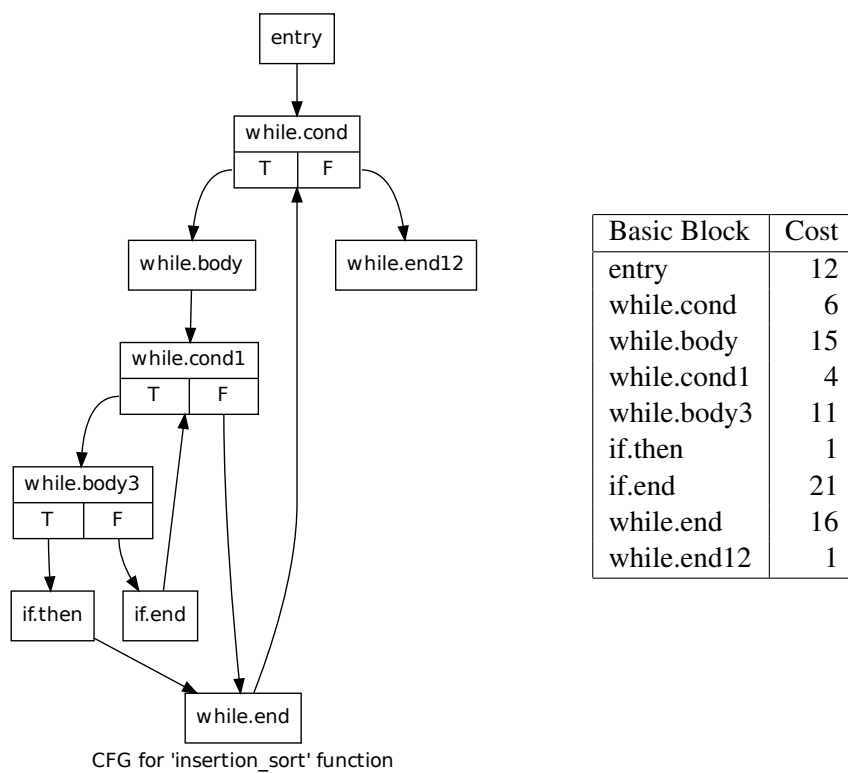 entry
while.cond
T F
while.body
while.end12
while.cond1
T F
while.body3
T F
if.then
if.end
while.end
CFG for 'insertion_sort' function
Basic Block Cost
entry 12
while.cond 6
while.body 15
while.cond1 4
while.body3 11
if.then 1
if.end 21
while.end 16
while.end12 1